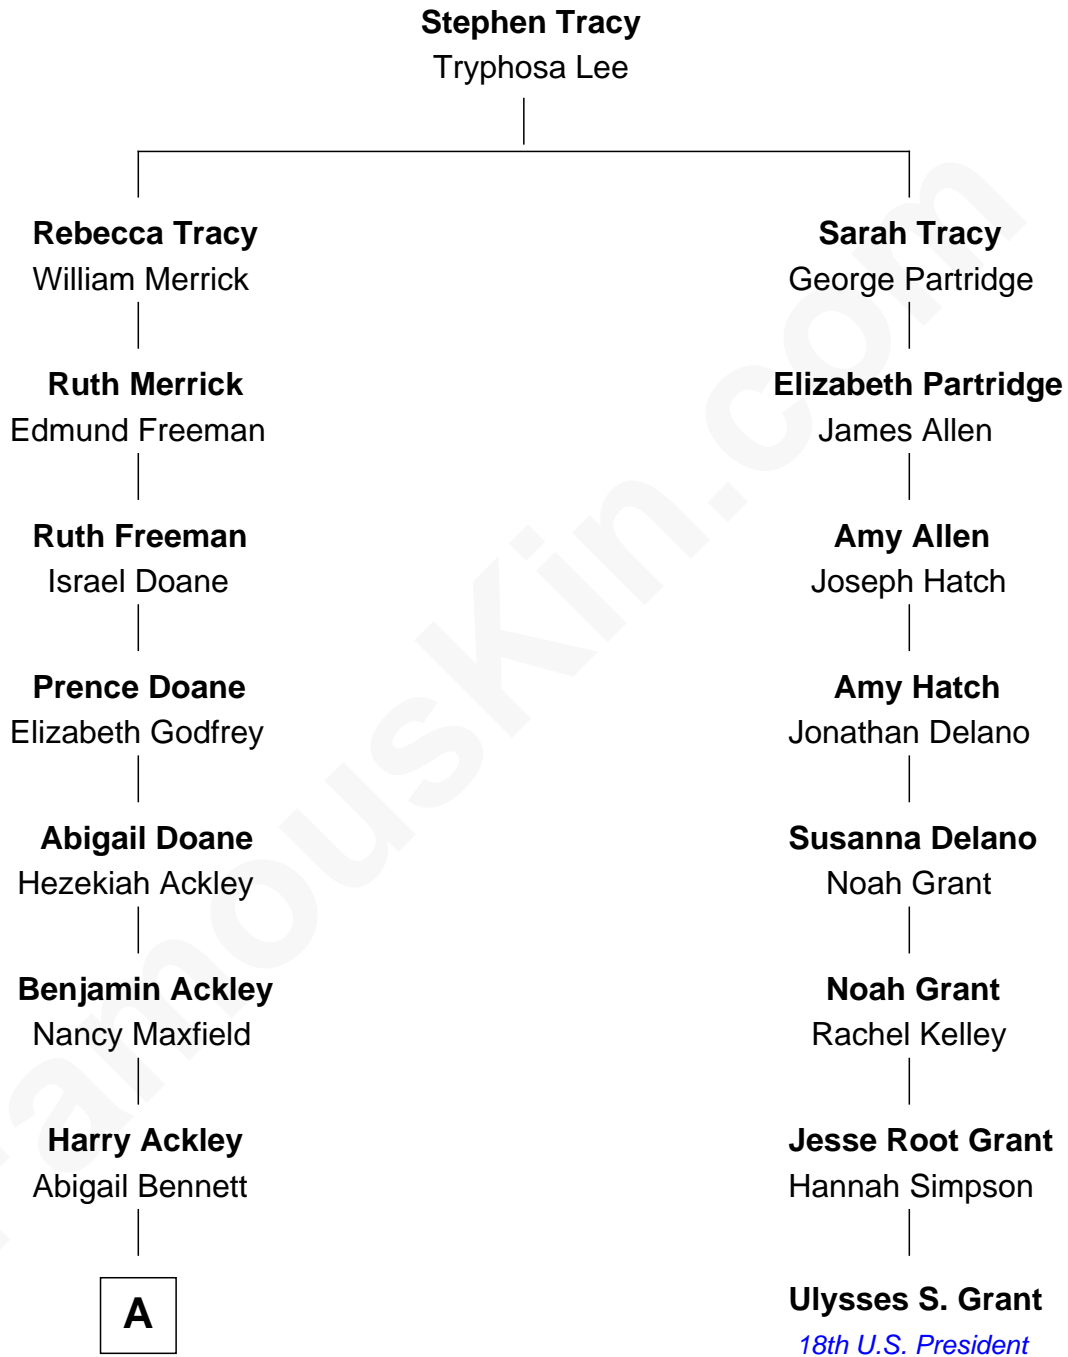 Stephen Tracy
Tryphosa Lee
Rebecca Tracy
William Merrick
Sarah Tracy
George Partridge
Ruth Merrick
Edmund Freeman
Elizabeth Partridge
James Allen
Ruth Freeman
Israel Doane
Amy Allen
Joseph Hatch
Prence Doane
Elizabeth Godfrey
Amy Hatch
Jonathan Delano
Abigail Doane
Hezekiah Ackley
Susanna Delano
Noah Grant
Benjamin Ackley
Nancy Maxfield
Noah Grant
Rachel Kelley
Harry Ackley
Abigail Bennett
Jesse Root Grant
Hannah Simpson
A
Ulysses S. Grant
18th U.S. President
FamousKin.com